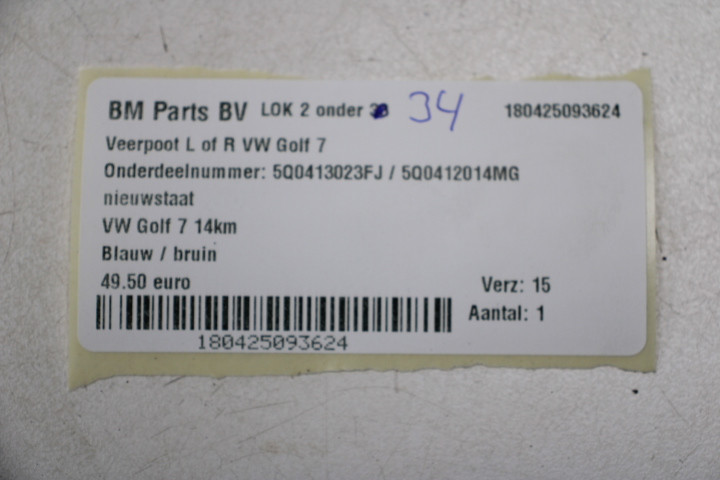 BM Parts BV LOK 2 onder 34 180425093624
Veerpoot L of R VW Golf 7
Onderdeelnummer: 5Q0413023FJ / 5Q0412014MG
nieuwstaat
VW Golf 7 14km
Blauw / bruin
49.50 euro Verz: 15
Aantal: 1
180425093624